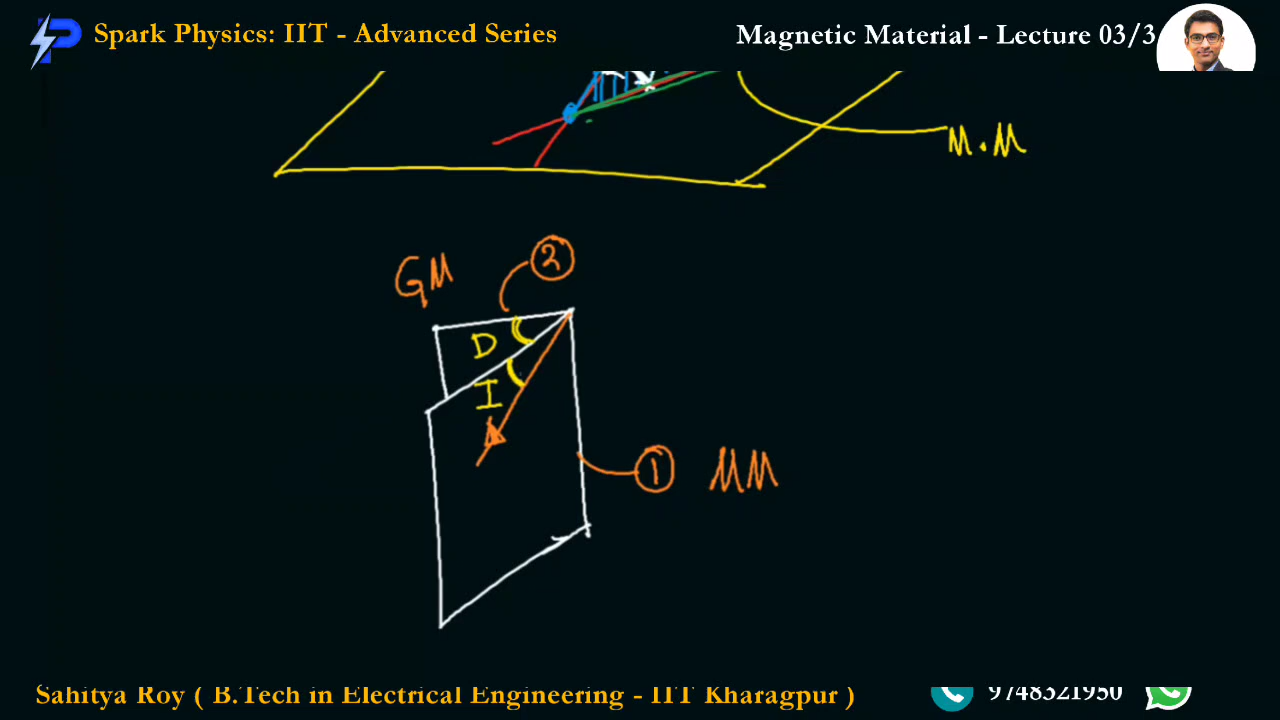 Spark Physics: IIT - Advanced Series
Magnetic Material - Lecture 03/3
M.M
GM
2
D
I
1 MM
Sahitya Roy ( B.Tech in Electrical Engineering - IIT Kharagpur )
9748321950